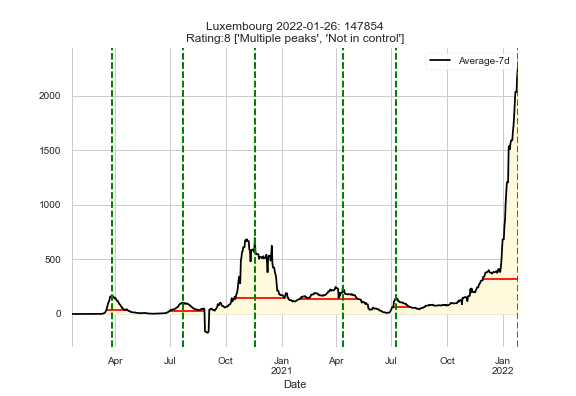 Luxembourg 2022-01-26: 147854
Rating:8 ['Multiple peaks', 'Not in control']
Average-7d
2000
1500
1000
500
0
Apr
Jul
Oct
Jan
2021
Apr
Jul
Oct
Jan
2022
Date